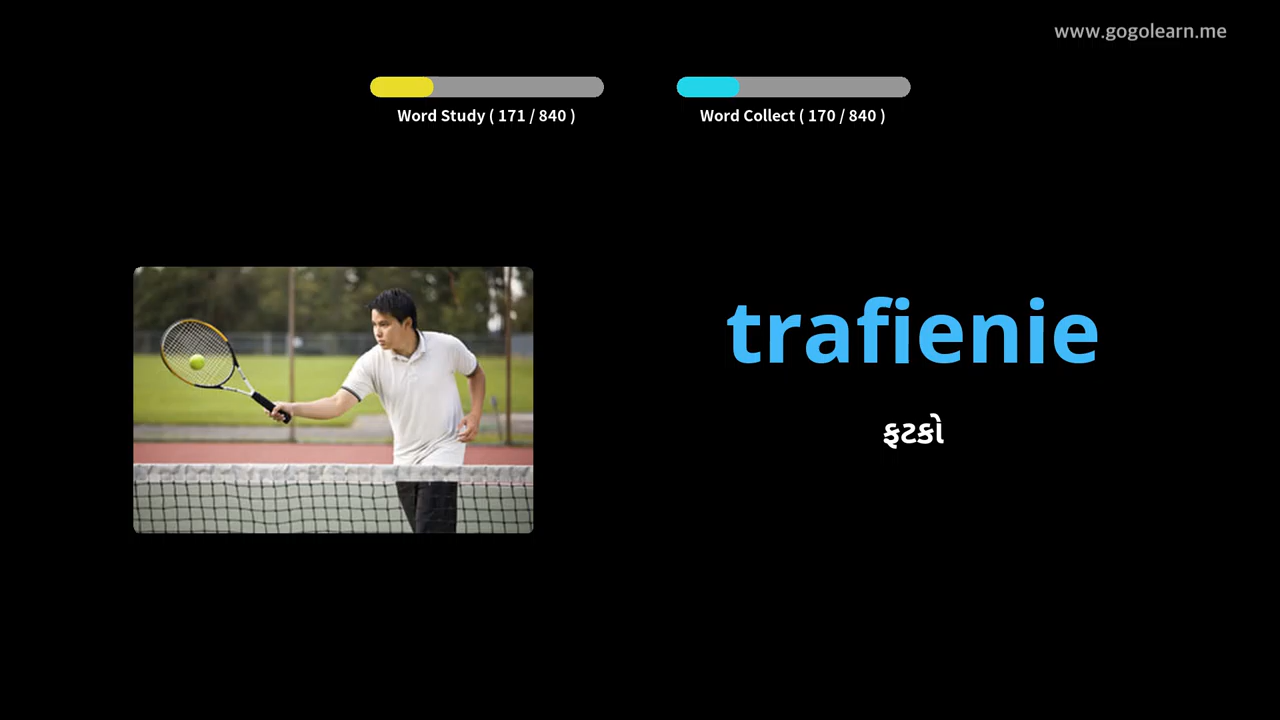 www.gogolearn.me
Word Study ( 171 / 840 )
Word Collect ( 170 / 840 )
trafienie
ફટકો